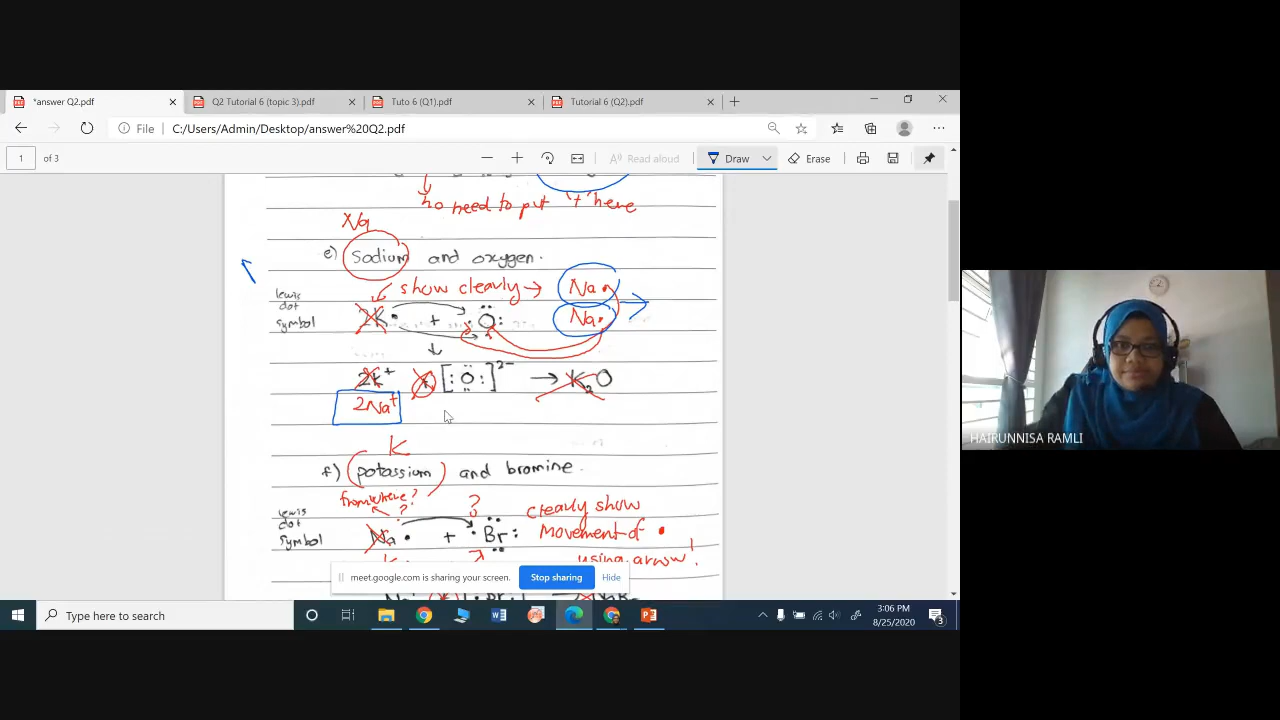 *answer Q2.pdf
Q2 Tutorial 6 (topic 3).pdf
Tuto 6 (Q1).pdf
Tutorial 6 (Q2).pdf
File C:/Users/Admin/Desktop/answer%20Q2.pdf
1 of 3
Read aloud
Draw
Erase
no need to put '+' here
Na
e) Sodium and oxygen.
show clearly → Na•
lewis
dot
symbol
2K• + O Na•
2K+ + [O]2- → K2O
2Na+
K
f) (potassium) and bromine.
from where?
? ?
clearly show
lewis
dot
symbol
Na• + Br
Movement of •
using arrow!
meet.google.com is sharing your screen.
Stop sharing
Hide
HAIRUNNISA RAMLI
Type here to search
3:06 PM
8/25/2020
3